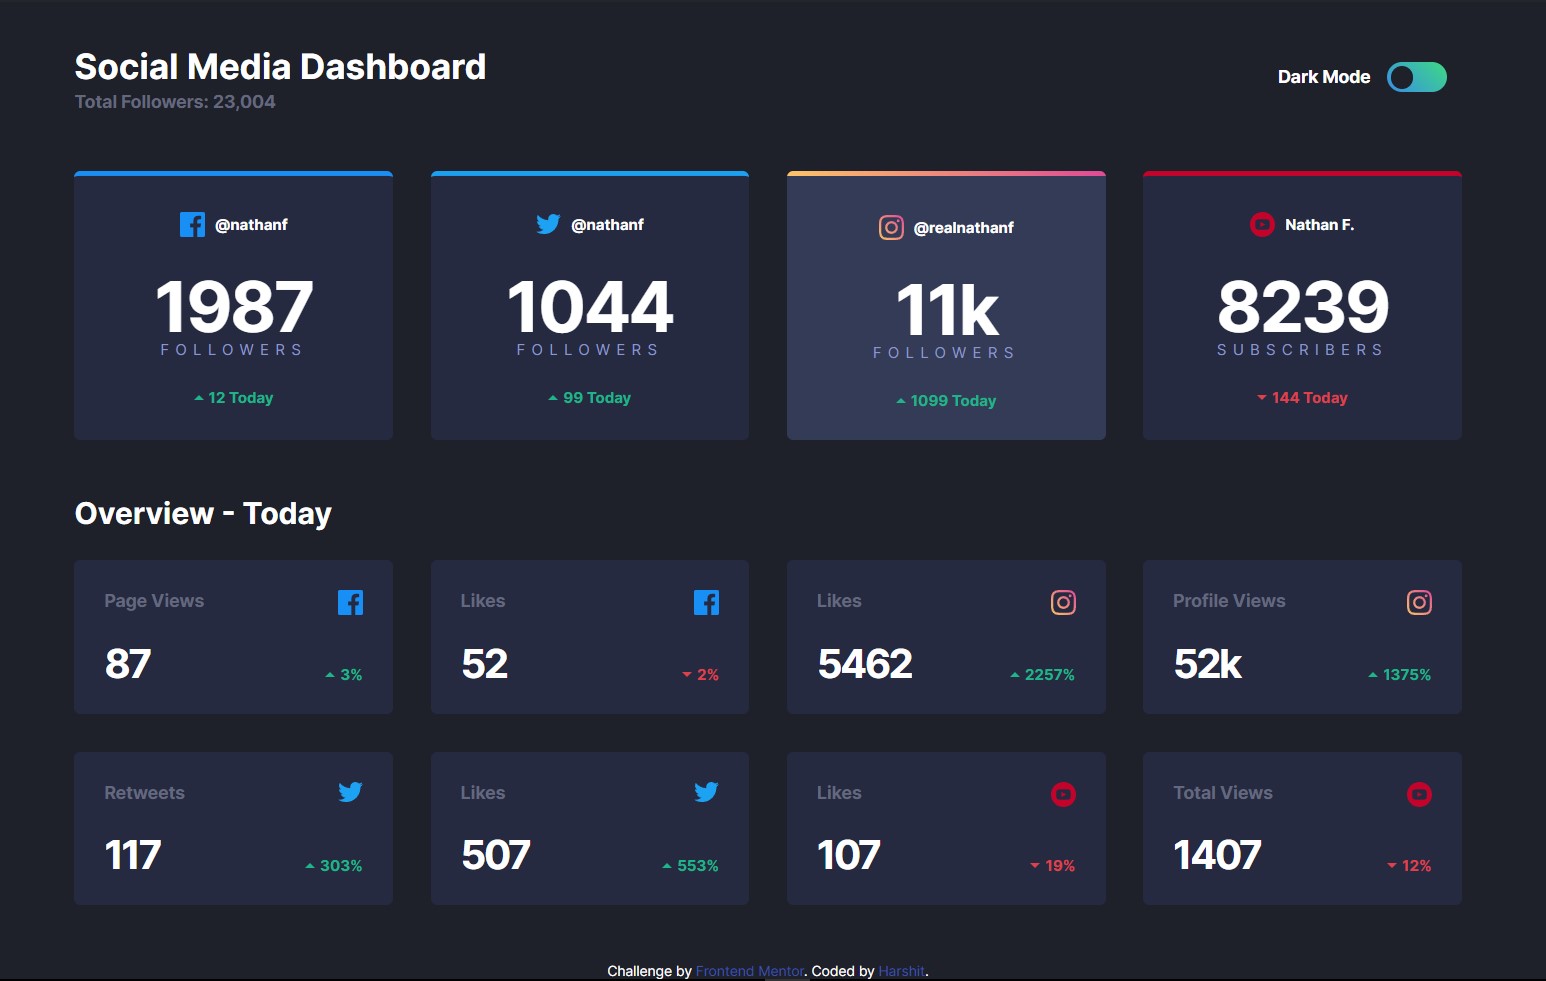 Social Media Dashboard
Total Followers: 23,004
Dark Mode
@nathanf
1987
FOLLOWERS
12 Today
@nathanf
1044
FOLLOWERS
99 Today
@realnathanf
11k
FOLLOWERS
1099 Today
Nathan F.
8239
SUBSCRIBERS
144 Today
Overview - Today
Page Views
87
3%
Likes
52
2%
Likes
5462
2257%
Profile Views
52k
1375%
Retweets
117
303%
Likes
507
553%
Likes
107
19%
Total Views
1407
12%
Challenge by Frontend Mentor. Coded by Harshit.